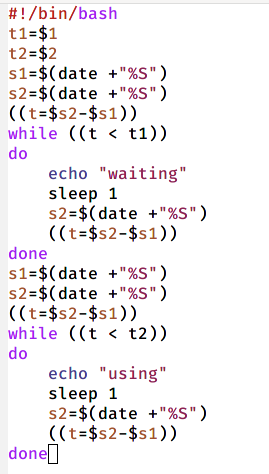 #!/bin/bash
t1=$1
t2=$2
s1=$(date +"%S")
s2=$(date +"%S")
((t=$s2-$s1))
while ((t < t1))
do
    echo "waiting"
    sleep 1
    s2=$(date +"%S")
    ((t=$s2-$s1))
done
s1=$(date +"%S")
s2=$(date +"%S")
((t=$s2-$s1))
while ((t < t2))
do
    echo "using"
    sleep 1
    s2=$(date +"%S")
    ((t=$s2-$s1))
done